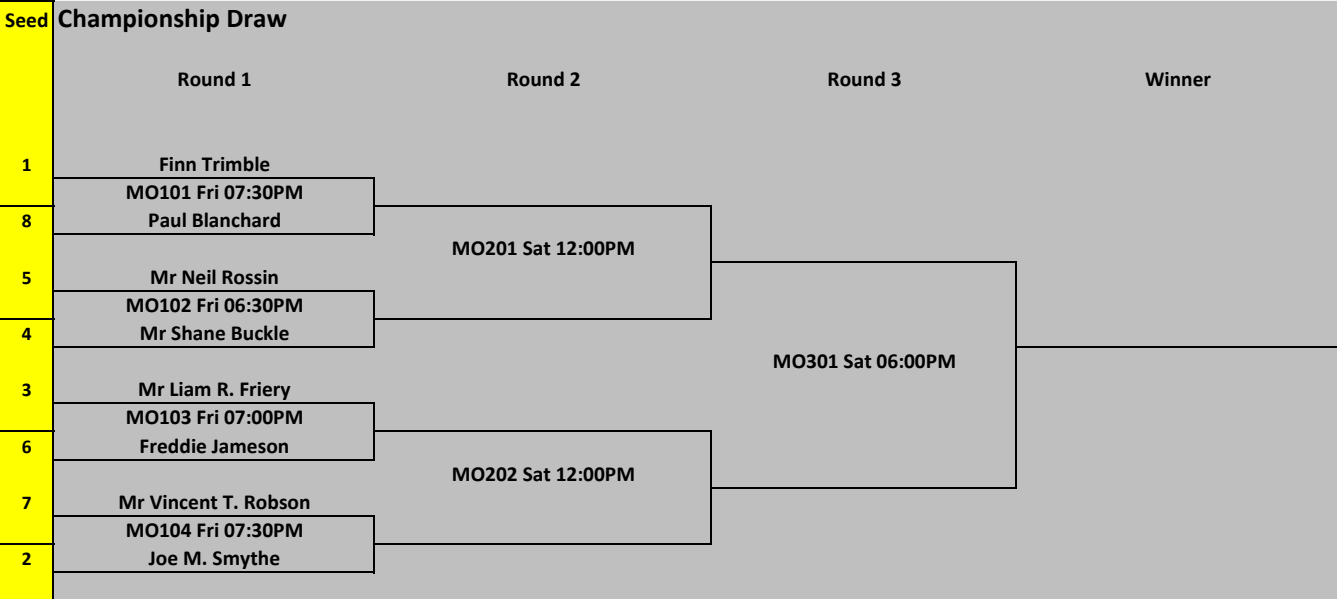 Seed Championship Draw
Round 1 Round 2 Round 3 Winner
1 Finn Trimble
MO101 Fri 07:30PM
8 Paul Blanchard
MO201 Sat 12:00PM
5 Mr Neil Rossin
MO102 Fri 06:30PM
4 Mr Shane Buckle
MO301 Sat 06:00PM
3 Mr Liam R. Friery
MO103 Fri 07:00PM
6 Freddie Jameson
MO202 Sat 12:00PM
7 Mr Vincent T. Robson
MO104 Fri 07:30PM
2 Joe M. Smythe